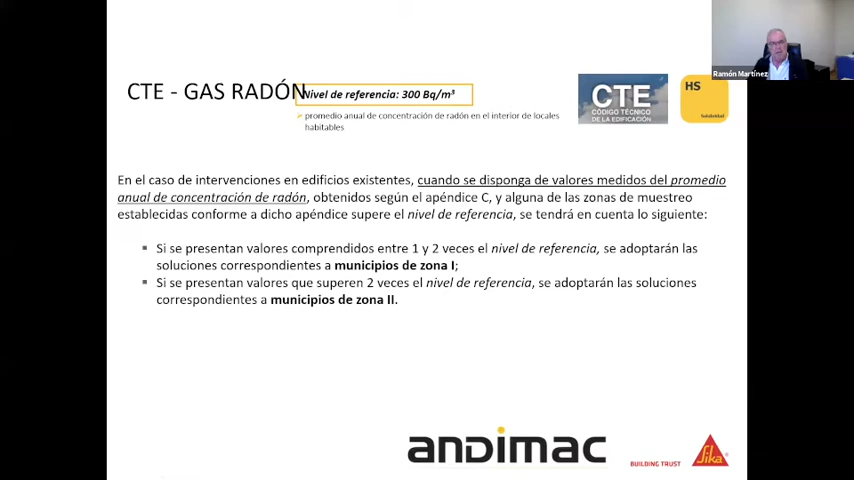 Ramón Martínez
CTE - GAS RADÓN
Nivel de referencia: 300 Bq/m³
➢ promedio anual de concentración de radón en el interior de locales
habitables
CTE
CÓDIGO TÉCNICO
DE LA EDIFICACIÓN
HS
Salubridad
En el caso de intervenciones en edificios existentes, cuando se disponga de valores medidos del promedio
anual de concentración de radón, obtenidos según el apéndice C, y alguna de las zonas de muestreo
establecidas conforme a dicho apéndice supere el nivel de referencia, se tendrá en cuenta lo siguiente:
▪ Si se presentan valores comprendidos entre 1 y 2 veces el nivel de referencia, se adoptarán las
soluciones correspondientes a municipios de zona I;
▪ Si se presentan valores que superen 2 veces el nivel de referencia, se adoptarán las soluciones
correspondientes a municipios de zona II.
andimac
BUILDING TRUST
Sika